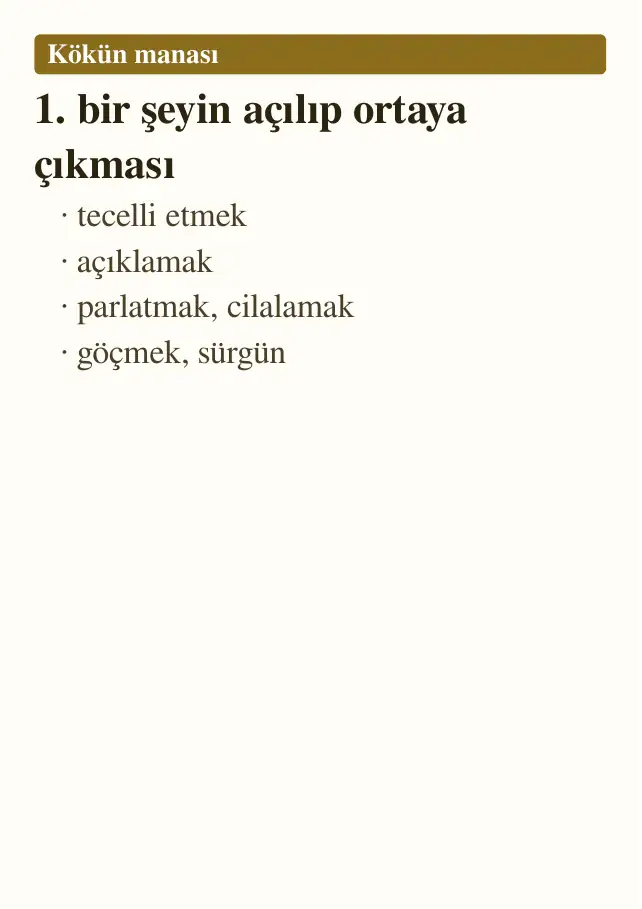 Kökün manası
1. bir şeyin açılıp ortaya
çıkması
· tecelli etmek
· açıklamak
· parlatmak, cilalamak
· göçmek, sürgün